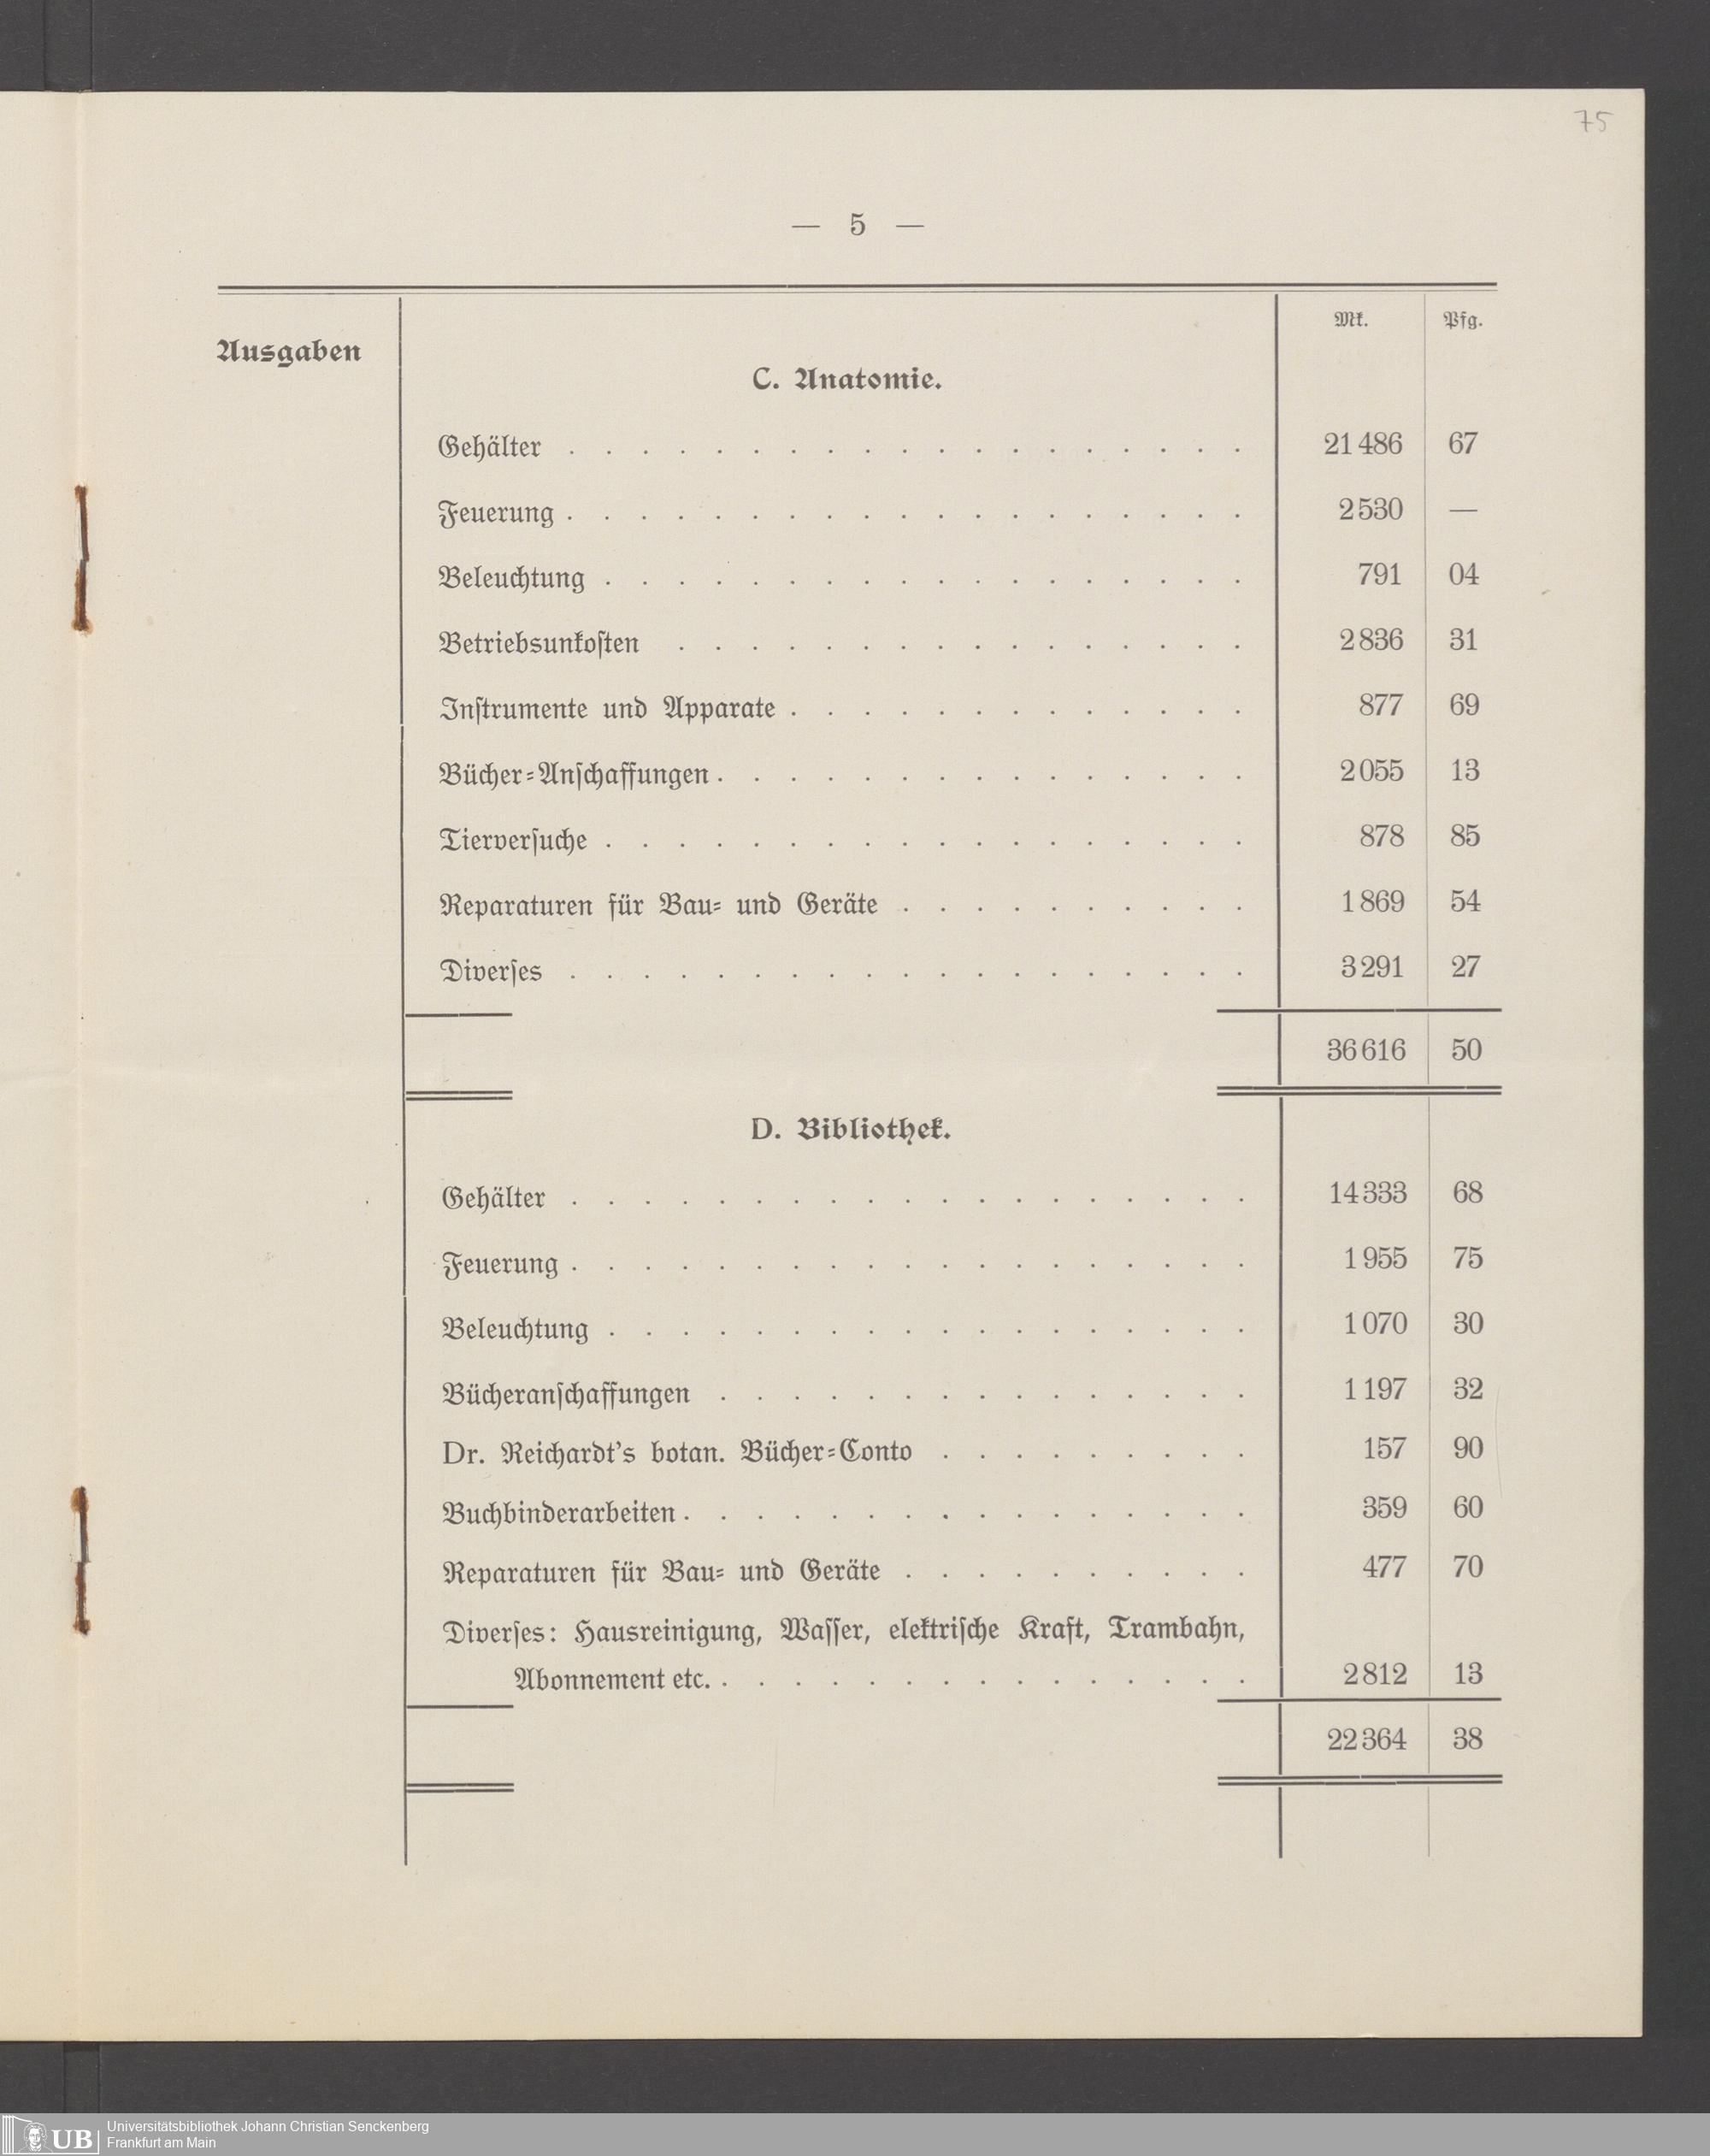 75
— 5 —
Ausgaben
Mk. Pfg.
C. Anatomie.
Gehälter . . . . . . . . . . . . . . . . . . . 21 486 67
Feuerung . . . . . . . . . . . . . . . . . . . 2 530 —
Beleuchtung . . . . . . . . . . . . . . . . . . 791 04
Betriebsunkoſten . . . . . . . . . . . . . . . . 2 836 31
Inſtrumente und Apparate . . . . . . . . . . . . . 877 69
Bücher-Anſchaffungen . . . . . . . . . . . . . . . 2 055 13
Tierverſuche . . . . . . . . . . . . . . . . . . 878 85
Reparaturen für Bau- und Geräte . . . . . . . . . . 1 869 54
Diverſes . . . . . . . . . . . . . . . . . . . 3 291 27
36 616 50
D. Bibliothek.
Gehälter . . . . . . . . . . . . . . . . . . . 14 333 68
Feuerung . . . . . . . . . . . . . . . . . . . 1 955 75
Beleuchtung . . . . . . . . . . . . . . . . . . 1 070 30
Bücheranſchaffungen . . . . . . . . . . . . . . . 1 197 32
Dr. Reichardt's botan. Bücher-Conto . . . . . . . . . 157 90
Buchbinderarbeiten . . . . . . . . . . . . . . . . 359 60
Reparaturen für Bau- und Geräte . . . . . . . . . . 477 70
Diverſes: Hausreinigung, Waſſer, elektriſche Kraft, Trambahn,
Abonnement etc. . . . . . . . . . . . . . . . 2 812 13
22 364 38
UB
Universitätsbibliothek Johann Christian Senckenberg
Frankfurt am Main